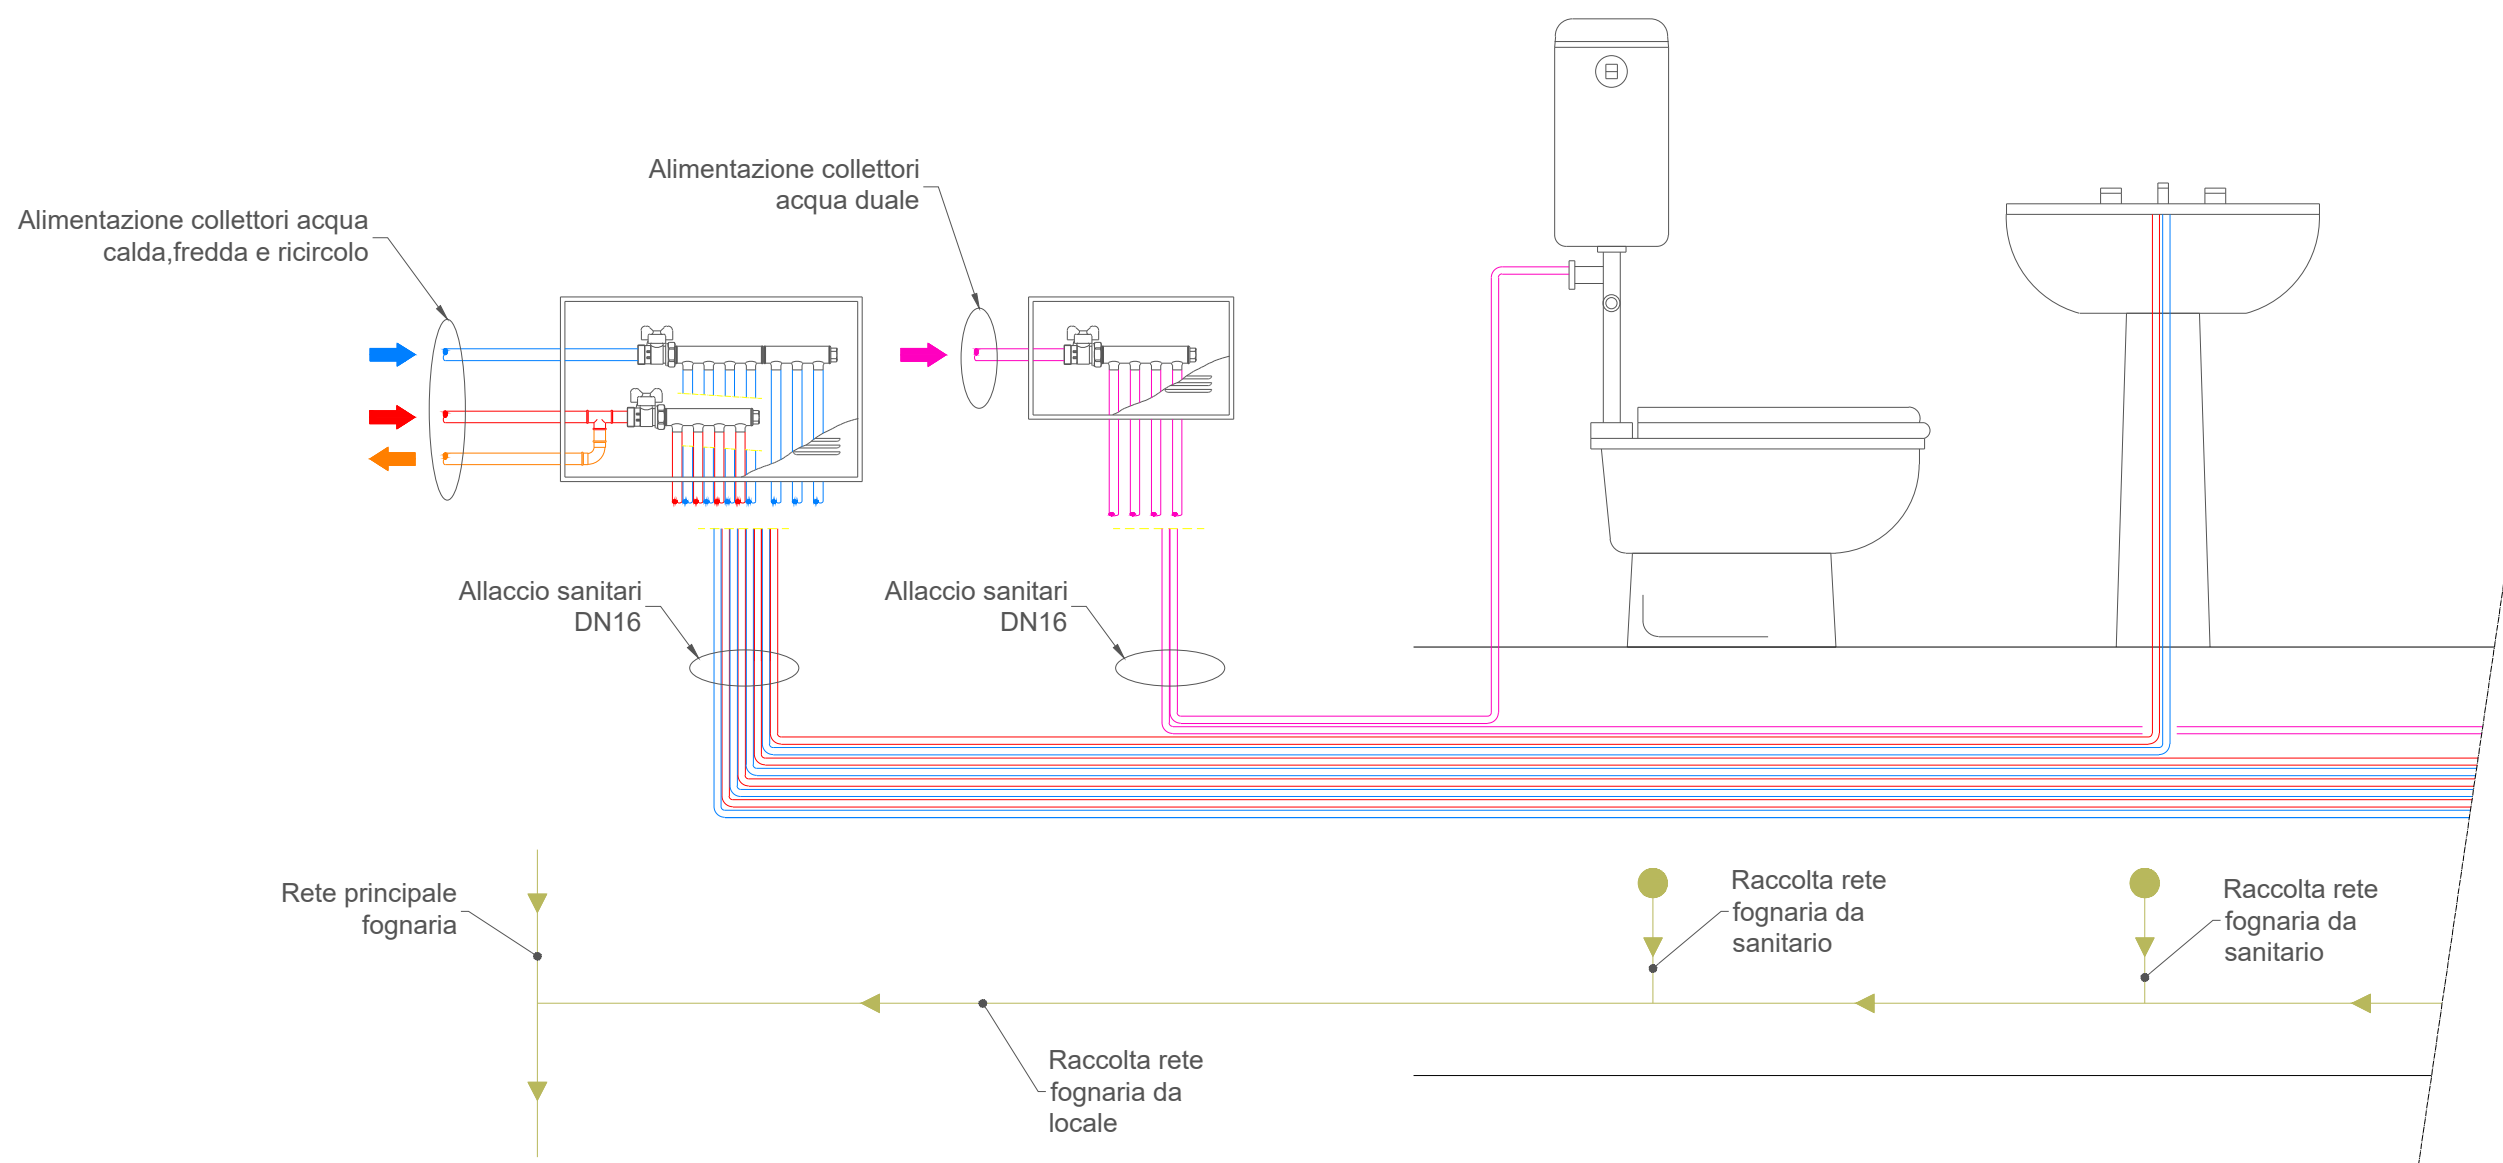 Alimentazione collettori
acqua duale
Alimentazione collettori acqua
calda,fredda e ricircolo
Allaccio sanitari
DN16
Allaccio sanitari
DN16
Rete principale
fognaria
Raccolta rete
fognaria da
sanitario
Raccolta rete
fognaria da
sanitario
Raccolta rete
fognaria da
locale